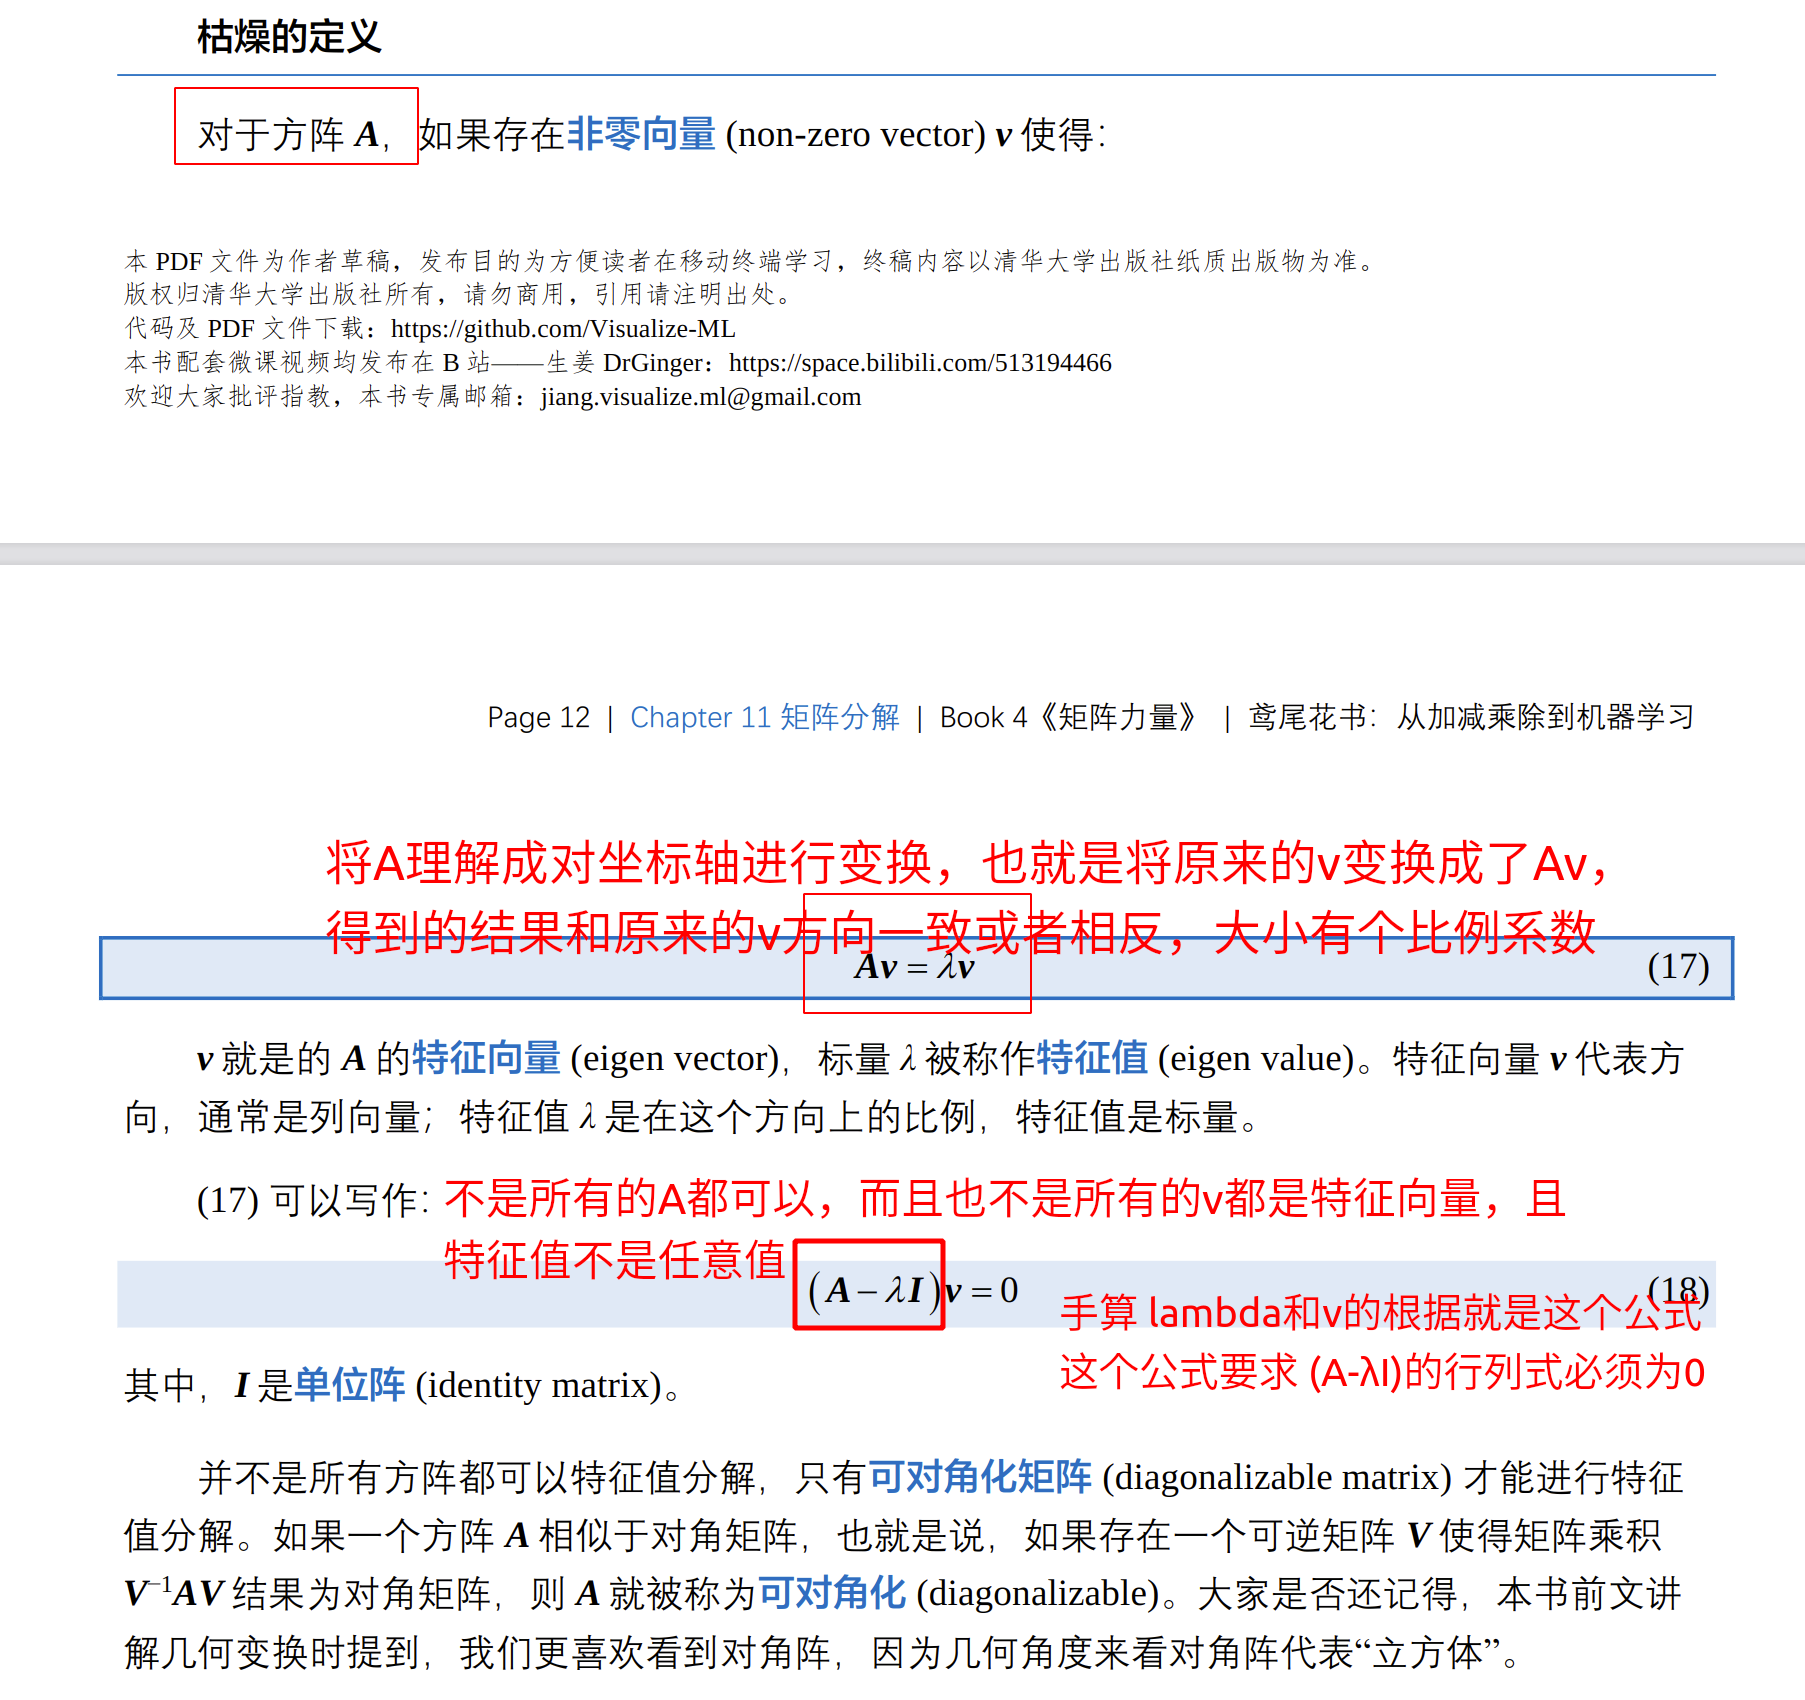 枯燥的定义
对于方阵 A，如果存在非零向量 (non-zero vector) v 使得：
本 PDF 文件为作者草稿，发布目的为方便读者在移动终端学习，终稿内容以清华大学出版社纸质出版物为准。
版权归清华大学出版社所有，请勿商用，引用请注明出处。
代码及 PDF 文件下载：https://github.com/Visualize-ML
本书配套微课视频均发布在 B 站——生姜 DrGinger：https://space.bilibili.com/513194466
欢迎大家批评指教，本书专属邮箱：jiang.visualize.ml@gmail.com
Page 12 | Chapter 11 矩阵分解 | Book 4《矩阵力量》 | 鸢尾花书：从加减乘除到机器学习
将A理解成对坐标轴进行变换，也就是将原来的v变换成了Av，
得到的结果和原来的v方向一致或者相反，大小有个比例系数
Av = λv (17)
v 就是的 A 的特征向量 (eigen vector)，标量 λ 被称作特征值 (eigen value)。特征向量 v 代表方
向，通常是列向量；特征值 λ 是在这个方向上的比例，特征值是标量。
(17) 可以写作：
不是所有的A都可以，而且也不是所有的v都是特征向量，且
特征值不是任意值
(A − λI)v = 0 (18)
手算 lambda和v的根据就是这个公式
这个公式要求 (A-λI)的行列式必须为0
其中，I 是单位阵 (identity matrix)。
并不是所有方阵都可以特征值分解，只有可对角化矩阵 (diagonalizable matrix) 才能进行特征
值分解。如果一个方阵 A 相似于对角矩阵，也就是说，如果存在一个可逆矩阵 V 使得矩阵乘积
V⁻¹AV 结果为对角矩阵，则 A 就被称为可对角化 (diagonalizable)。大家是否还记得，本书前文讲
解几何变换时提到，我们更喜欢看到对角阵，因为几何角度来看对角阵代表“立方体”。